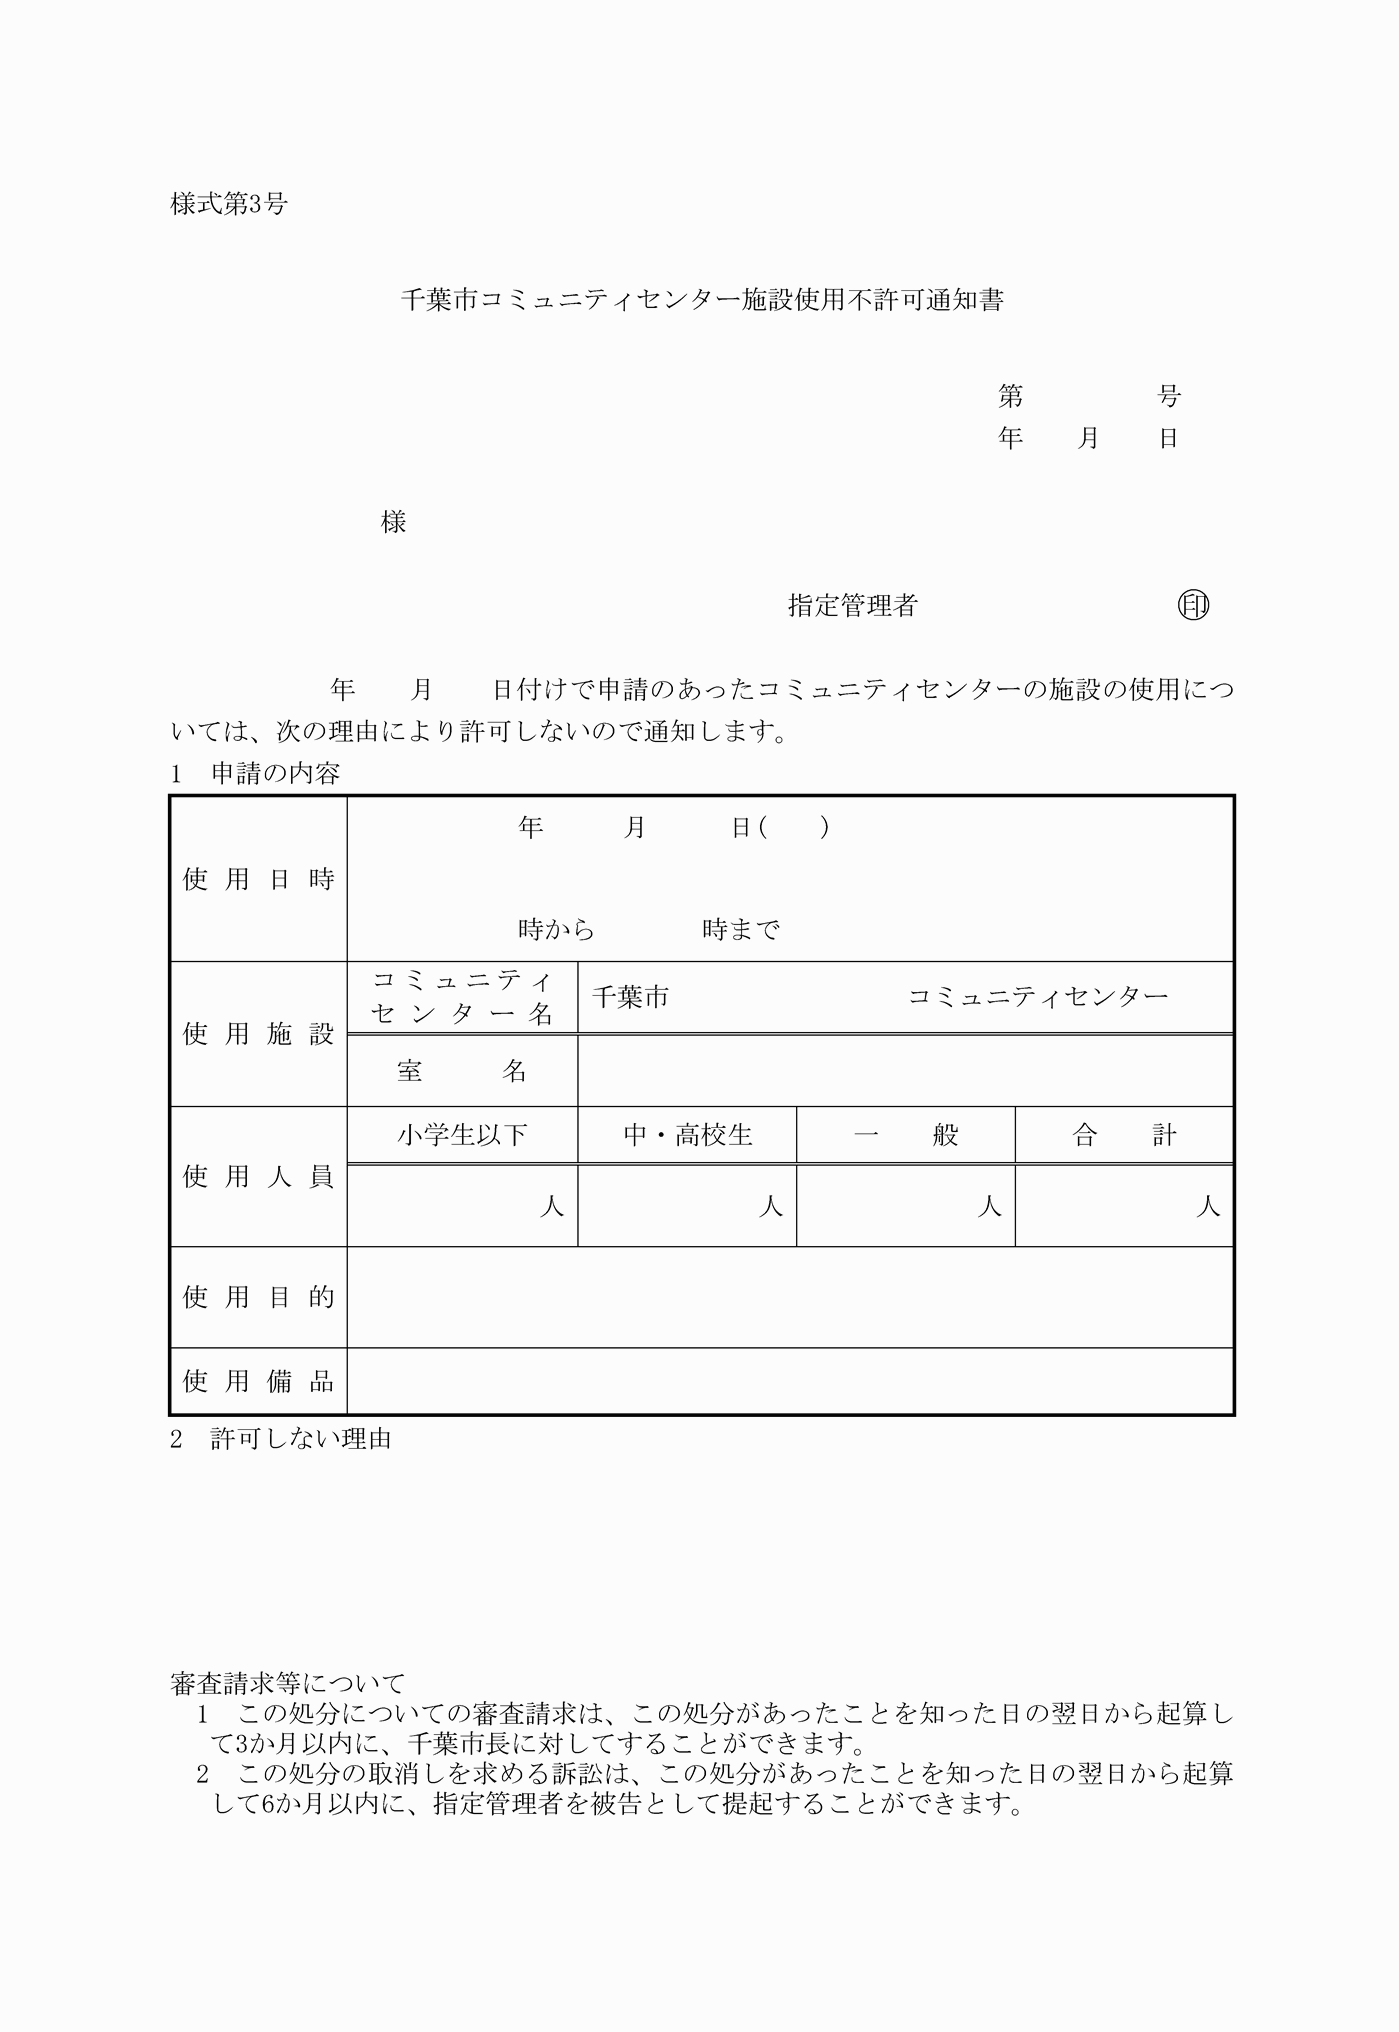 様式第3号
千葉市コミュニティセンター施設使用不許可通知書
第　　　　　号
年　　月　　日
様
指定管理者　　　　　　　　　　㊞
年　　月　　日付けで申請のあったコミュニティセンターの施設の使用につ
いては、次の理由により許可しないので通知します。
1　申請の内容
年　　　月　　　日(　　)
使用日時
時から　　　　時まで
コミュニティ
センター名
千葉市　　　　　　　　　コミュニティセンター
使用施設
室　　　名
小学生以下　中・高校生　一　　般　合　　計
使用人員
人　人　人　人
使用目的
使用備品
2　許可しない理由
審査請求等について
1　この処分についての審査請求は、この処分があったことを知った日の翌日から起算し
て3か月以内に、千葉市長に対してすることができます。
2　この処分の取消しを求める訴訟は、この処分があったことを知った日の翌日から起算
して6か月以内に、指定管理者を被告として提起することができます。